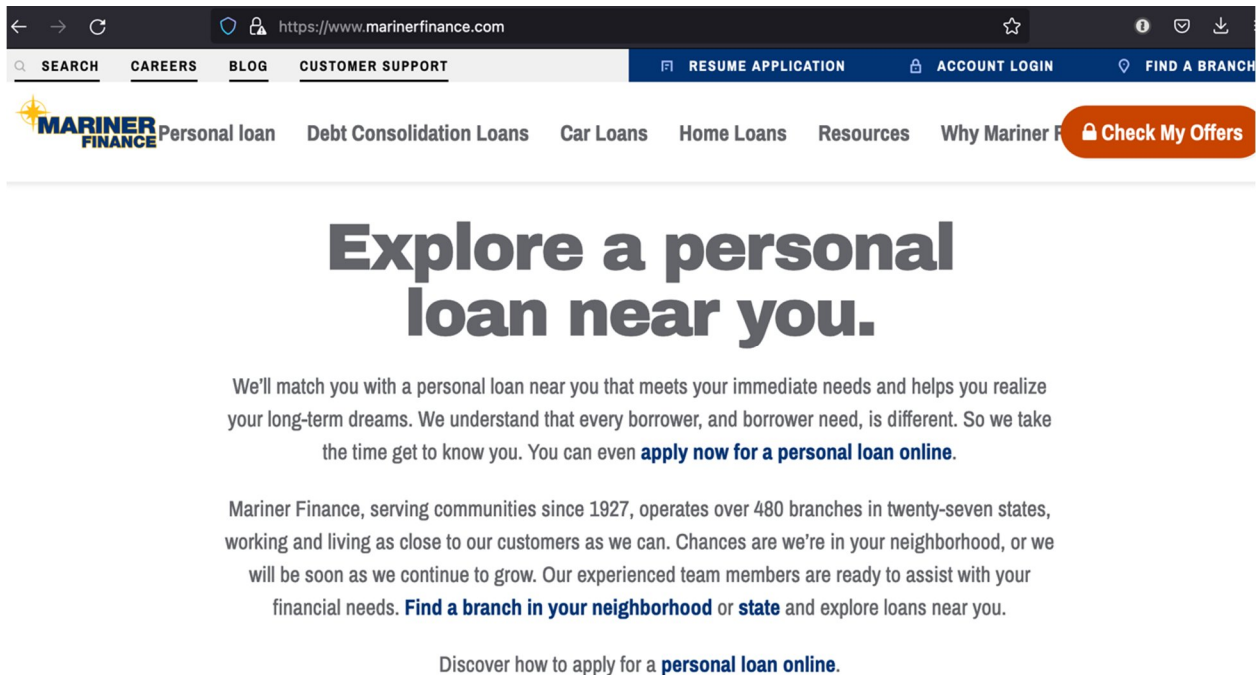 https://www.marinerfinance.com
SEARCH CAREERS BLOG CUSTOMER SUPPORT RESUME APPLICATION ACCOUNT LOGIN FIND A BRANCH
MARINER FINANCE Personal loan Debt Consolidation Loans Car Loans Home Loans Resources Why Mariner F Check My Offers
Explore a personal
loan near you.
We'll match you with a personal loan near you that meets your immediate needs and helps you realize
your long-term dreams. We understand that every borrower, and borrower need, is different. So we take
the time get to know you. You can even apply now for a personal loan online.
Mariner Finance, serving communities since 1927, operates over 480 branches in twenty-seven states,
working and living as close to our customers as we can. Chances are we're in your neighborhood, or we
will be soon as we continue to grow. Our experienced team members are ready to assist with your
financial needs. Find a branch in your neighborhood or state and explore loans near you.
Discover how to apply for a personal loan online.